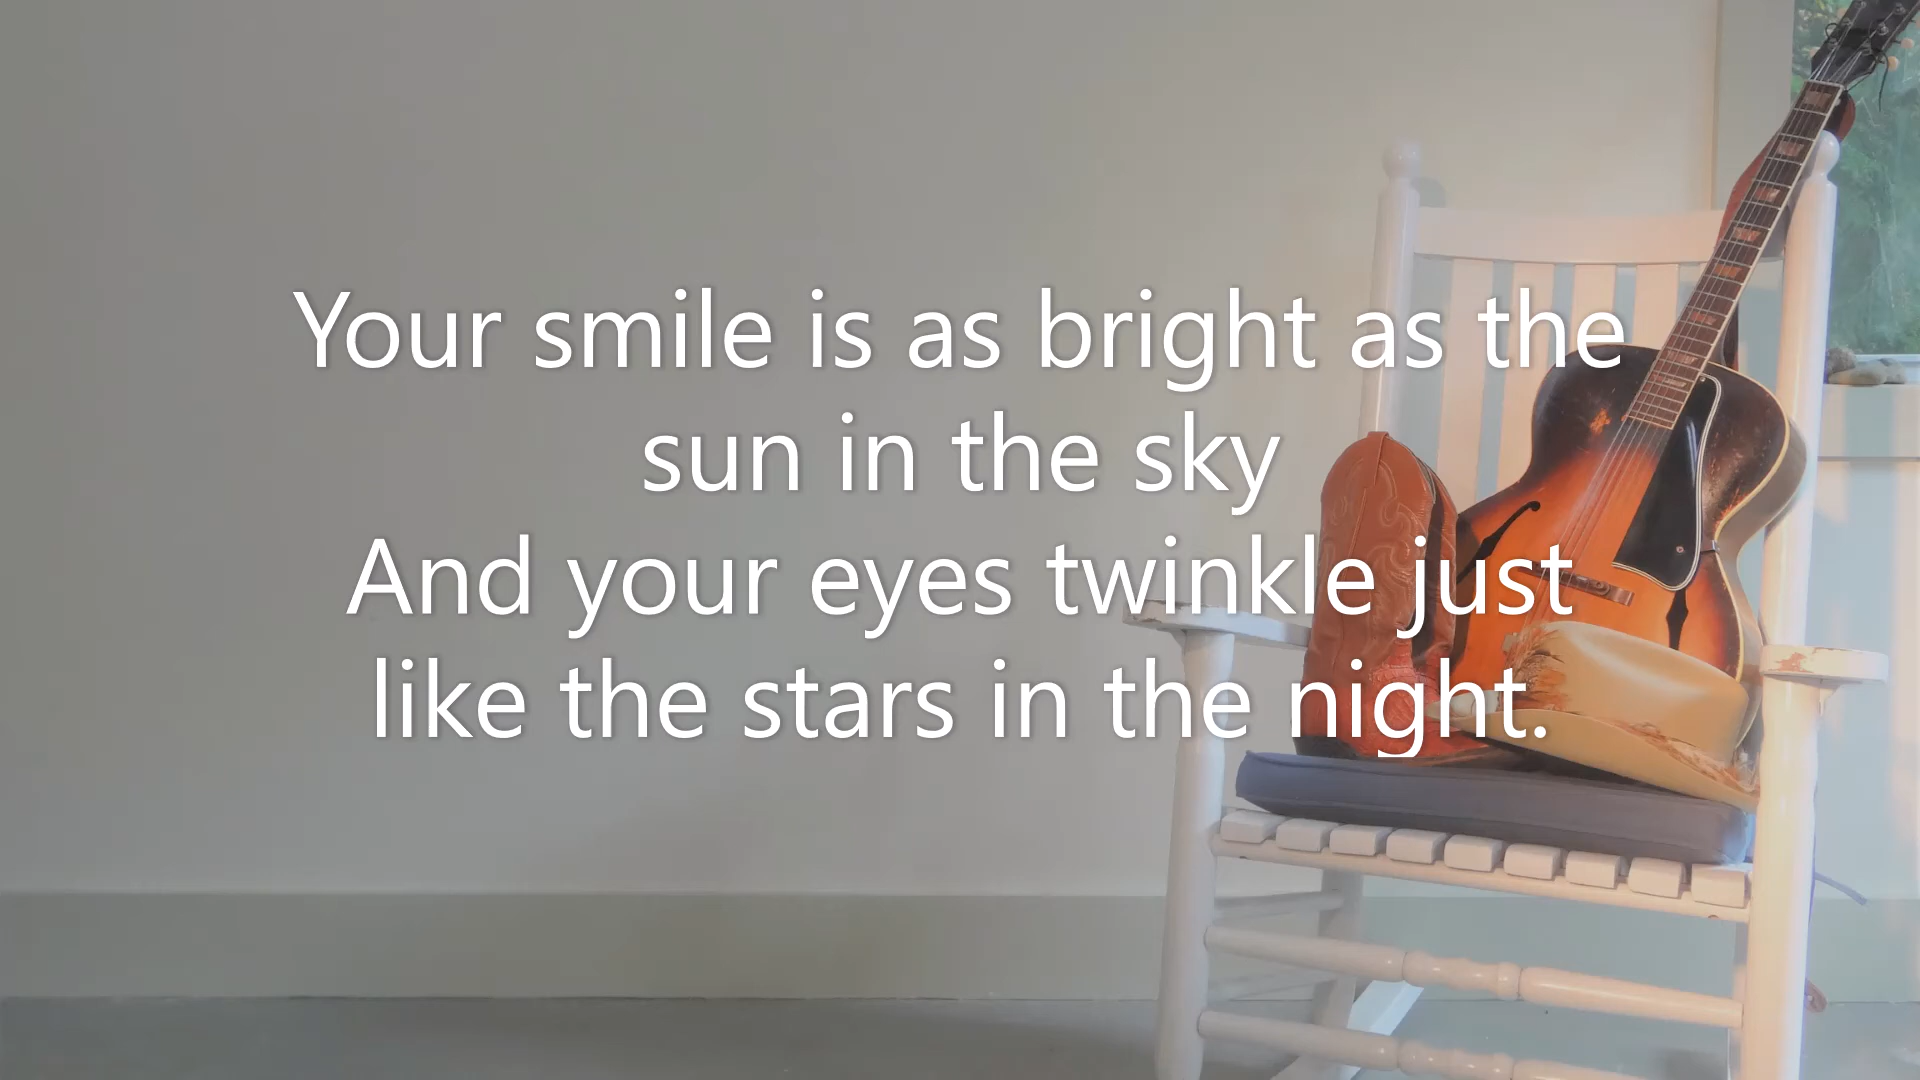 Your smile is as bright as the
sun in the sky
And your eyes twinkle just
like the stars in the night.